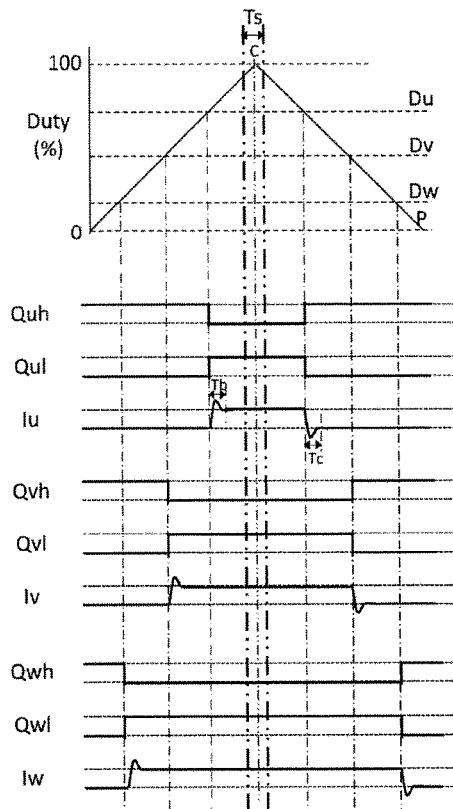 Ts
C
100
Du
Duty
(%)
Dv
Dw
P
0
Quh
Qul
Tb
Iu
Tc
Qvh
Qvl
Iv
Qwh
Qwl
Iw